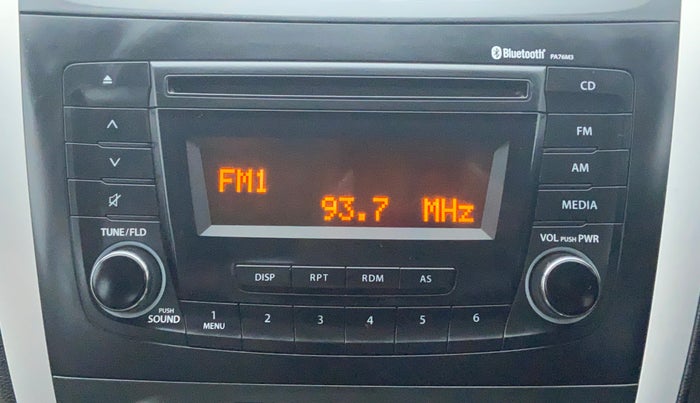 Bluetooth® PA76M3
CD
FM
AM
MEDIA
FM1
93.7 MHz
TUNE/FLD
VOL PUSH PWR
DISP RPT RDM AS
PUSH
SOUND
1 2 3 4 5 6
MENU